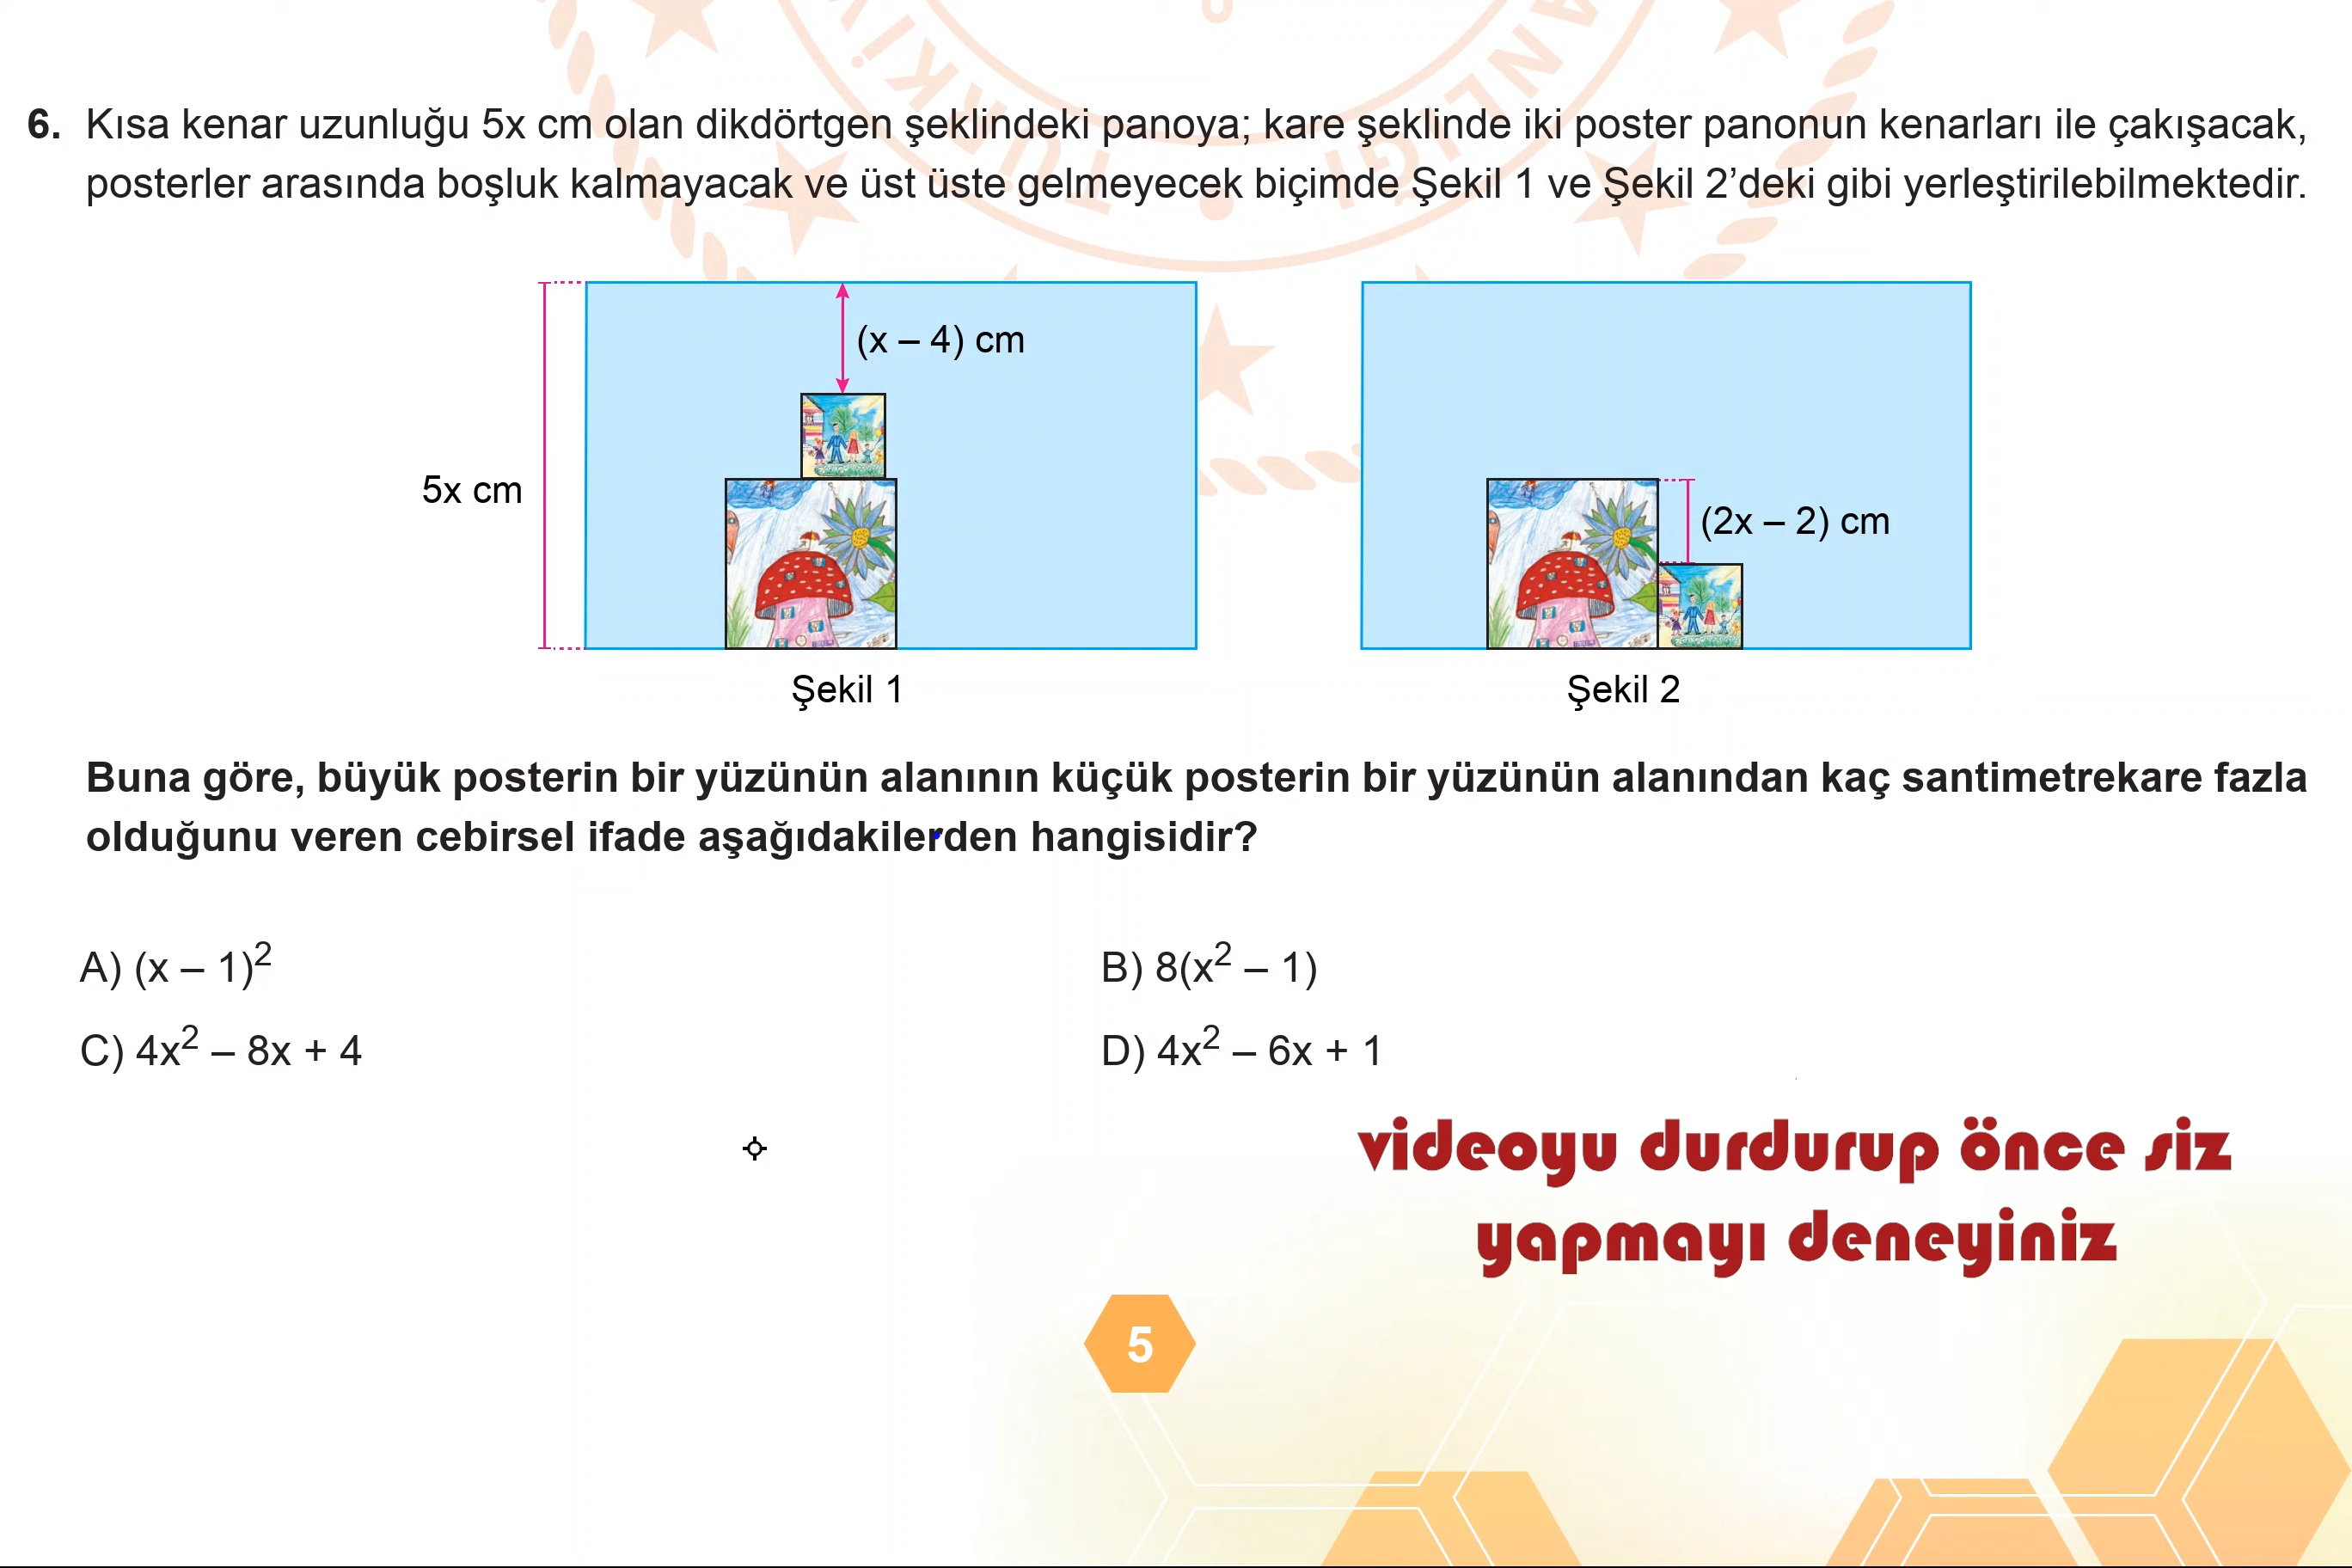 TÜRKİ
NLIĞI
6. Kısa kenar uzunluğu 5x cm olan dikdörtgen şeklindeki panoya; kare şeklinde iki poster panonun kenarları ile çakışacak,
posterler arasında boşluk kalmayacak ve üst üste gelmeyecek biçimde Şekil 1 ve Şekil 2’deki gibi yerleştirilebilmektedir.
(x – 4) cm
5x cm
(2x – 2) cm
Şekil 1
Şekil 2
Buna göre, büyük posterin bir yüzünün alanının küçük posterin bir yüzünün alanından kaç santimetrekare fazla
olduğunu veren cebirsel ifade aşağıdakilerden hangisidir?
A) (x – 1)²
B) 8(x² – 1)
C) 4x² – 8x + 4
D) 4x² – 6x + 1
videoyu durdurup önce siz
yapmayı deneyiniz
5